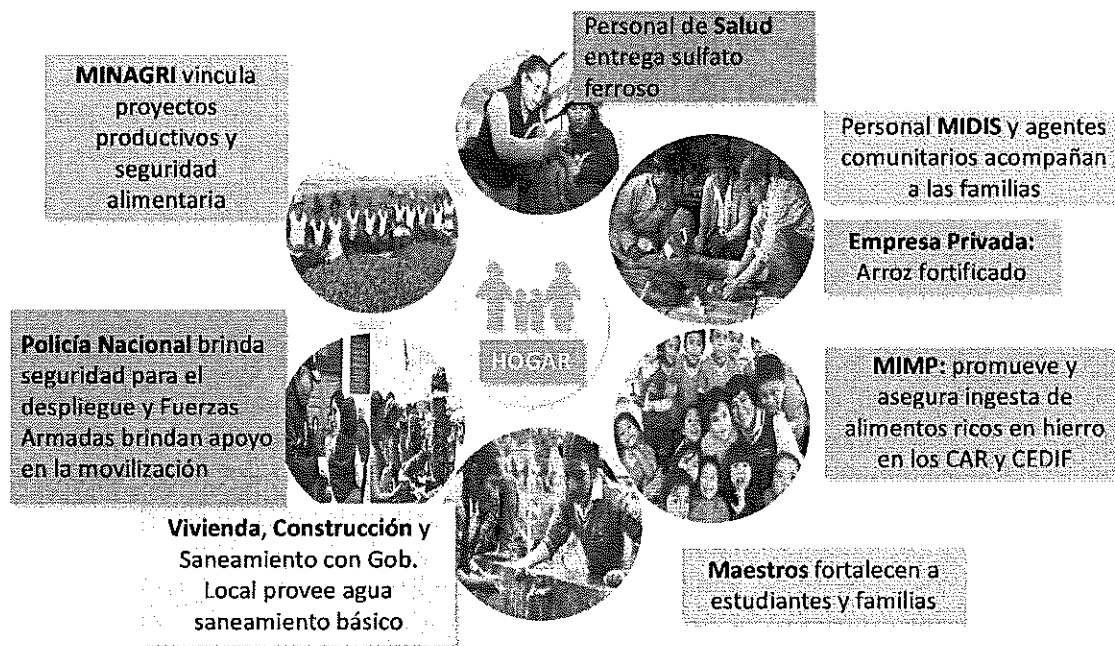 Personal de Salud
entrega sulfato
ferroso
MINAGRI vincula
proyectos
productivos y
seguridad
alimentaria
Personal MIDIS y agentes
comunitarios acompañan
a las familias
Empresa Privada:
Arroz fortificado
HOGAR
Policía Nacional brinda
seguridad para el
despliegue y Fuerzas
Armadas brindan apoyo
en la movilización
MIMP: promueve y
asegura ingesta de
alimentos ricos en hierro
en los CAR y CEDIF
Vivienda, Construcción y
Saneamiento con Gob.
Local provee agua
saneamiento básico
Maestros fortalecen a
estudiantes y familias